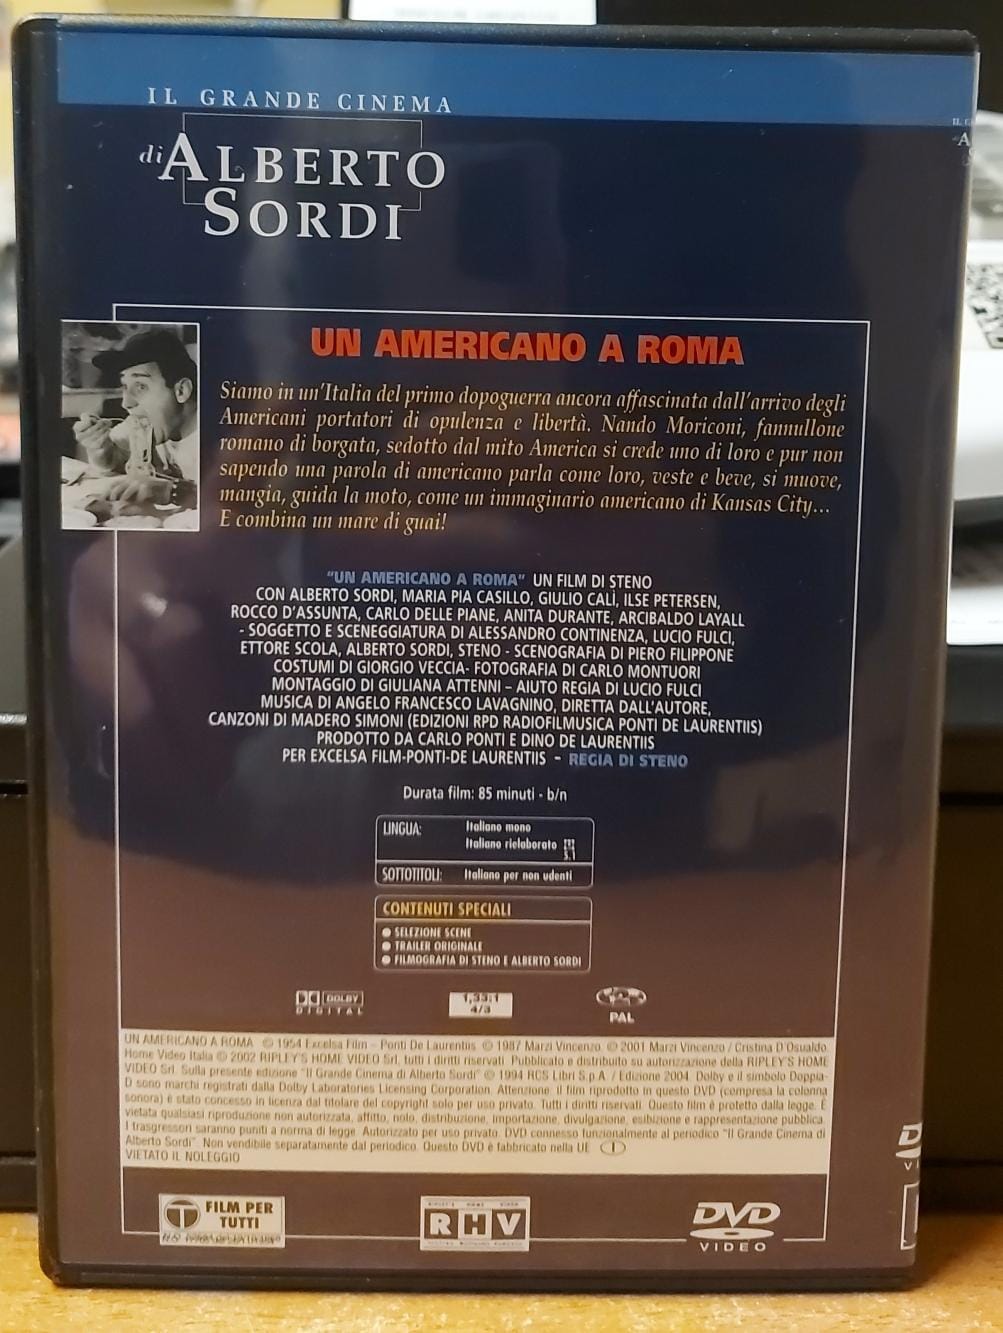 IL GRANDE CINEMA
di ALBERTO
SORDI
UN AMERICANO A ROMA
Siamo in un'Italia del primo dopoguerra ancora affascinata dall'arrivo degli
Americani portatori di opulenza e libertà. Nando Moriconi, fannullone
romano di borgata, sedotto dal mito America si crede uno di loro e pur non
sapendo una parola di americano parla come loro, veste e beve, si muove,
mangia, guida la moto, come un immaginario americano di Kansas City...
E combina un mare di guai!
"UN AMERICANO A ROMA" UN FILM DI STENO
CON ALBERTO SORDI, MARIA PIA CASILLO, GIULIO CALÌ, ILSE PETERSEN,
ROCCO D'ASSUNTA, CARLO DELLE PIANE, ANITA DURANTE, ARCIBALDO LAYALL
- SOGGETTO E SCENEGGIATURA DI ALESSANDRO CONTINENZA, LUCIO FULCI,
ETTORE SCOLA, ALBERTO SORDI, STENO - SCENOGRAFIA DI PIERO FILIPPONE
COSTUMI DI GIORGIO VECCIA- FOTOGRAFIA DI CARLO MONTUORI
MONTAGGIO DI GIULIANA ATTENNI – AIUTO REGIA DI LUCIO FULCI
MUSICA DI ANGELO FRANCESCO LAVAGNINO, DIRETTA DALL'AUTORE,
CANZONI DI MADERO SIMONI (EDIZIONI RPD RADIOFILMUSICA PONTI DE LAURENTIIS)
PRODOTTO DA CARLO PONTI E DINO DE LAURENTIIS
PER EXCELSA FILM-PONTI-DE LAURENTIIS – REGIA DI STENO
Durata film: 85 minuti - b/n
LINGUA: Italiano mono
Italiano rielaborato 5.1
SOTTOTITOLI: Italiano per non udenti
CONTENUTI SPECIALI
● SELEZIONE SCENE
● TRAILER ORIGINALE
● FILMOGRAFIA DI STENO E ALBERTO SORDI
DOLBY
DIGITAL
1,33:1
4/3
PAL
UN AMERICANO A ROMA © 1954 Excelsa Film – Ponti De Laurentiis © 1987 Marzi Vincenzo © 2001 Marzi Vincenzo / Cristina D'Osualdo
Home Video Italia © 2002 RIPLEY'S HOME VIDEO Srl, tutti i diritti riservati. Pubblicato e distribuito su autorizzazione della RIPLEY'S HOME
VIDEO Srl. Sulla presente edizione "Il Grande Cinema di Alberto Sordi" © 1994 RCS Libri S.p.A. / Edizione 2004. Dolby e il simbolo Doppia-
D sono marchi registrati dalla Dolby Laboratories Licensing Corporation. Attenzione: il film riprodotto in questo DVD (compresa la colonna
sonora) è stato concesso in licenza dal titolare del copyright solo per uso privato. Tutti i diritti riservati. Questo film è protetto dalla legge. È
vietata qualsiasi riproduzione non autorizzata, affitto, nolo, distribuzione, importazione, divulgazione, esibizione e rappresentazione pubblica.
I trasgressori saranno puniti a norma di legge. Autorizzato per uso privato. DVD connesso funzionalmente al periodico "Il Grande Cinema di
Alberto Sordi". Non vendibile separatamente dal periodico. Questo DVD è fabbricato nella UE I
VIETATO IL NOLEGGIO
T FILM PER
TUTTI
RHV
DVD
VIDEO